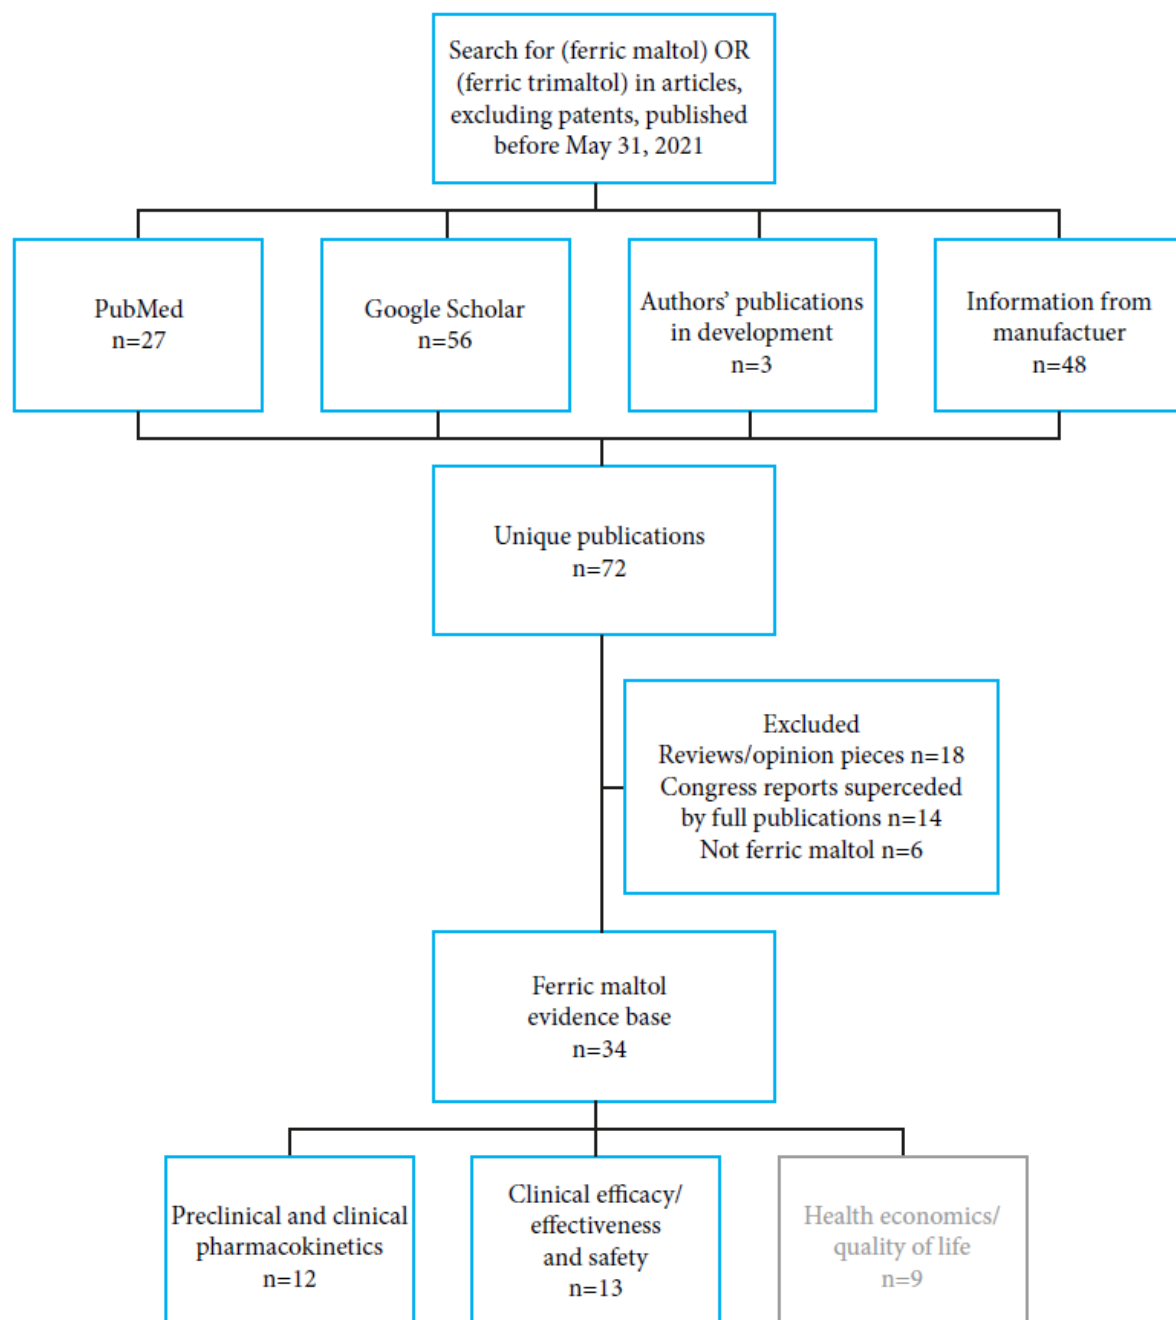 Search for (ferric maltol) OR
(ferric trimaltol) in articles,
excluding patents, published
before May 31, 2021
PubMed
n=27
Google Scholar
n=56
Authors’ publications
in development
n=3
Information from
manufactuer
n=48
Unique publications
n=72
Excluded
Reviews/opinion pieces n=18
Congress reports superceded
by full publications n=14
Not ferric maltol n=6
Ferric maltol
evidence base
n=34
Preclinical and clinical
pharmacokinetics
n=12
Clinical efficacy/
effectiveness
and safety
n=13
Health economics/
quality of life
n=9